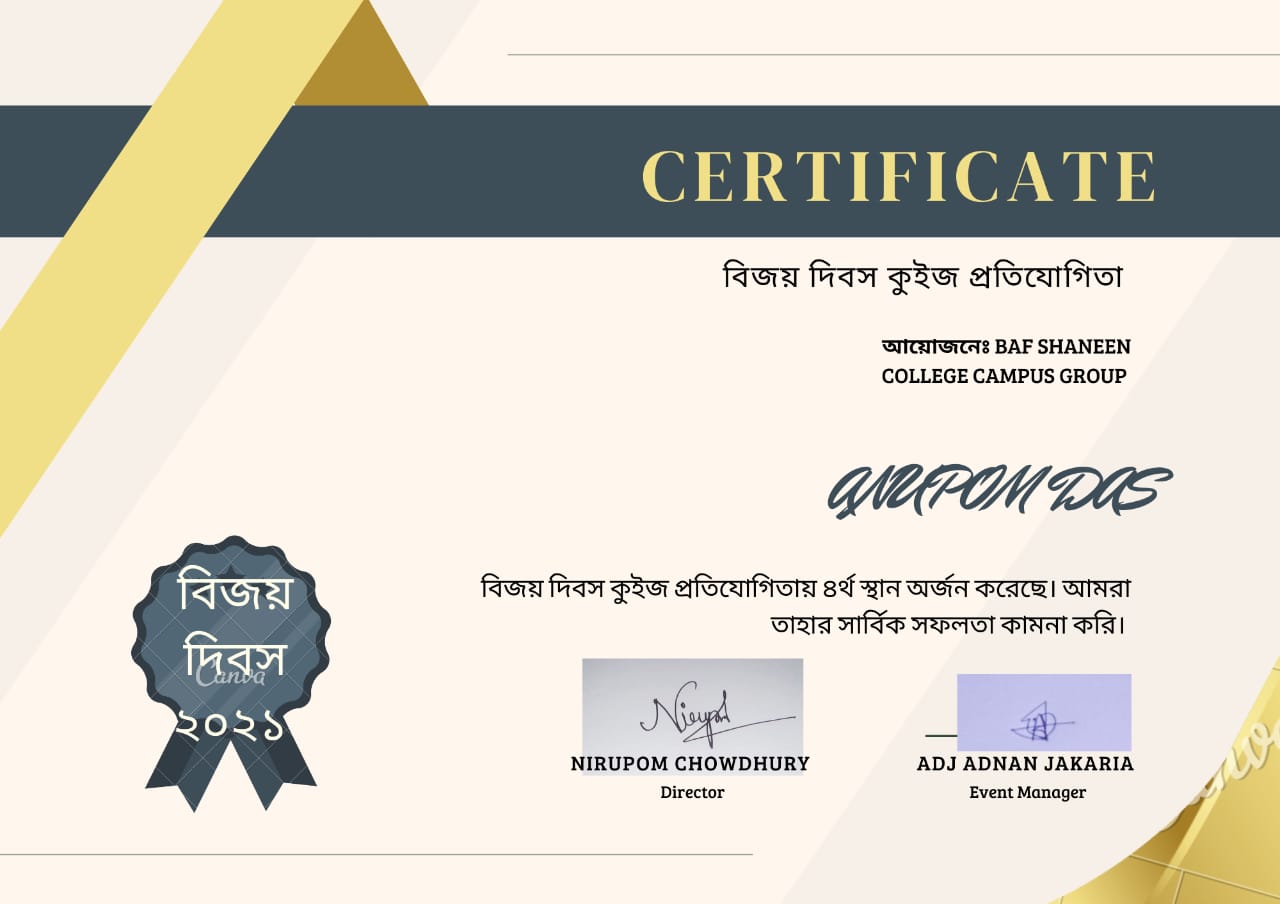 CERTIFICATE
বিজয় দিবস কুইজ প্রতিযোগিতা
আয়োজনেঃ BAF SHANEEN
COLLEGE CAMPUS GROUP
ANUPOM DAS
বিজয় দিবস কুইজ প্রতিযোগিতায় ৪র্থ স্থান অর্জন করেছে। আমরা
তাহার সার্বিক সফলতা কামনা করি।
বিজয়
দিবস
Canva
২০২১
Nirupom
NIRUPOM CHOWDHURY
Director
ADJ ADNAN JAKARIA
Event Manager